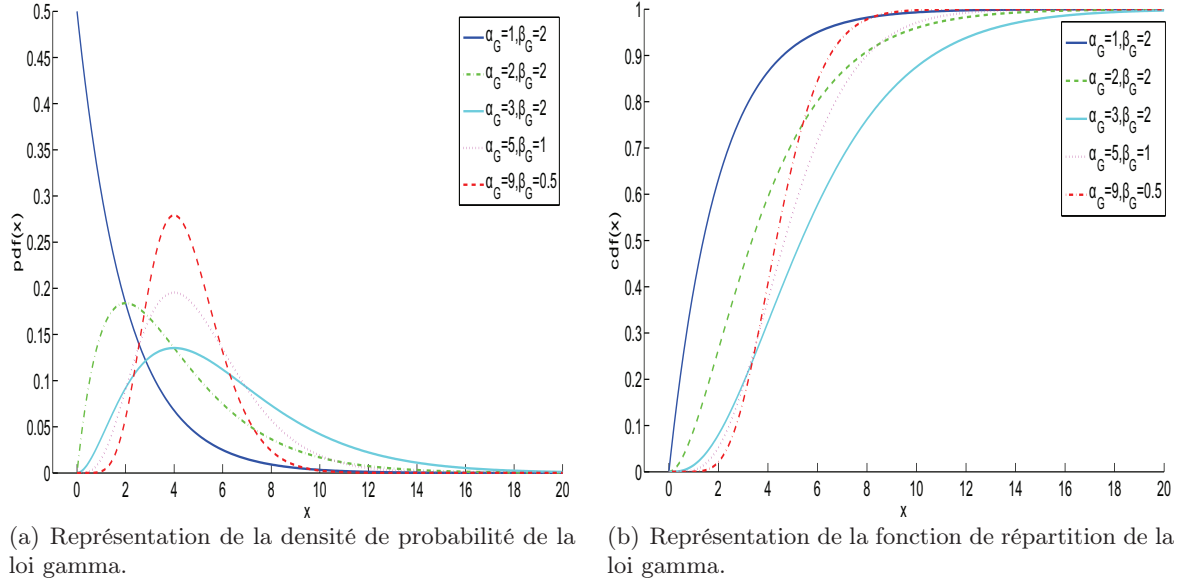 0.5
0.45
0.4
0.35
0.3
0.25
0.2
0.15
0.1
0.05
0
pdf(x)
0 2 4 6 8 10 12 14 16 18 20
x
α_G=1,β_G=2
α_G=2,β_G=2
α_G=3,β_G=2
α_G=5,β_G=1
α_G=9,β_G=0.5
(a) Représentation de la densité de probabilité de la
loi gamma.
1
0.9
0.8
0.7
0.6
0.5
0.4
0.3
0.2
0.1
0
cdf(x)
0 2 4 6 8 10 12 14 16 18 20
x
α_G=1,β_G=2
α_G=2,β_G=2
α_G=3,β_G=2
α_G=5,β_G=1
α_G=9,β_G=0.5
(b) Représentation de la fonction de répartition de la
loi gamma.